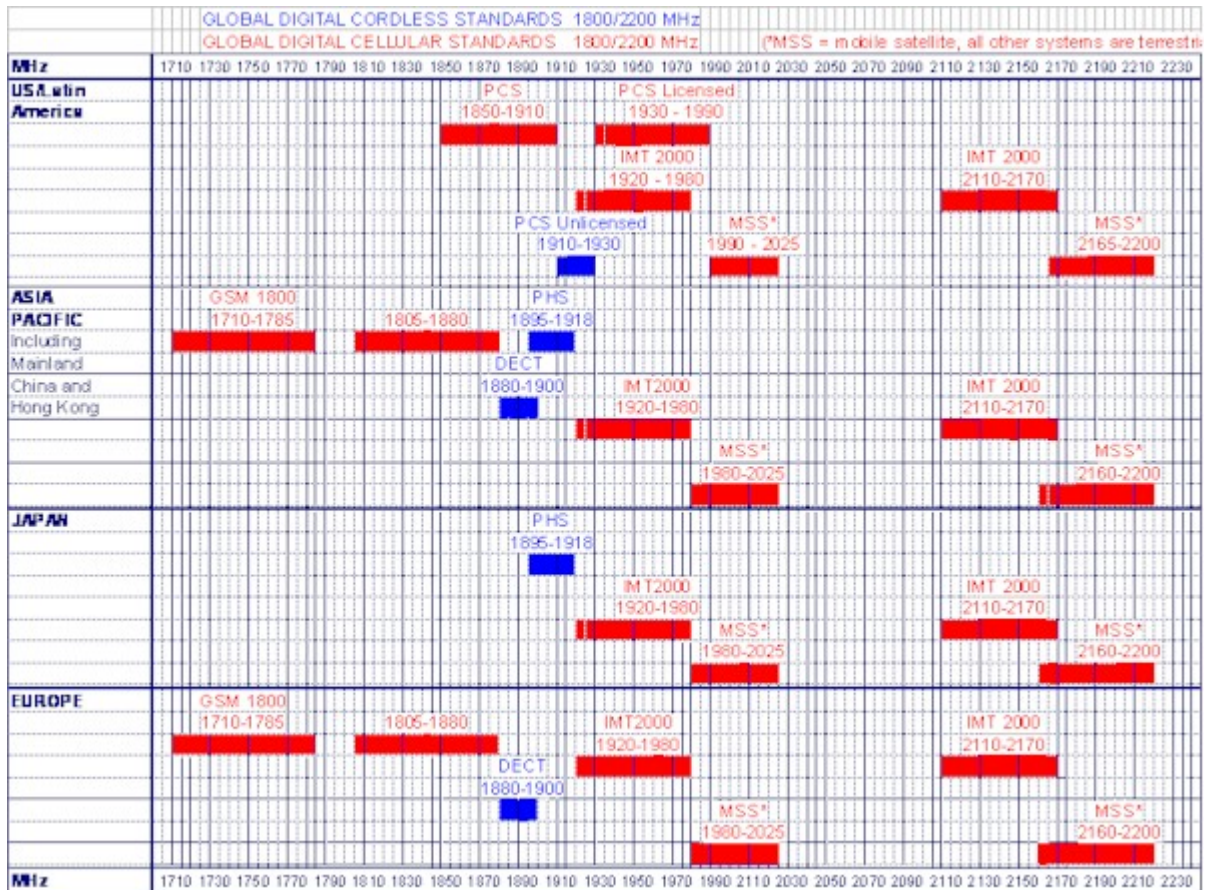 GLOBAL DIGITAL CORDLESS STANDARDS 1800/2200 MHz
GLOBAL DIGITAL CELLULAR STANDARDS 1800/2200 MHz (*MSS = mobile satellite, all other systems are terrestri
MHz 1710 1730 1750 1770 1790 1810 1830 1850 1870 1890 1910 1930 1950 1970 1990 2010 2030 2050 2070 2090 2110 2130 2150 2170 2190 2210 2230
US/Latin PCS PCS Licensed
America 1850-1910 1930 - 1990
IMT 2000 IMT 2000
1920 - 1980 2110-2170
PCS Unlicensed MSS* MSS*
1910-1930 1990 - 2025 2165-2200
ASIA GSM 1800 PHS
PACIFIC 1710-1785 1805-1880 1895-1918
Including
Mainland DECT
China and 1880-1900 IMT2000 IMT 2000
Hong Kong 1920-1980 2110-2170
MSS* MSS*
1980-2025 2160-2200
JAPAN PHS
1895-1918
IMT2000 IMT 2000
1920-1980 2110-2170
MSS* MSS*
1980-2025 2160-2200
EUROPE GSM 1800
1710-1785 1805-1880 IMT2000 IMT 2000
1920-1980 2110-2170
DECT
1880-1900
MSS* MSS*
1980-2025 2160-2200
MHz 1710 1730 1750 1770 1790 1810 1830 1850 1870 1890 1910 1930 1950 1970 1990 2110 2030 2050 2070 2090 2110 2130 2150 2170 2190 2210 2230